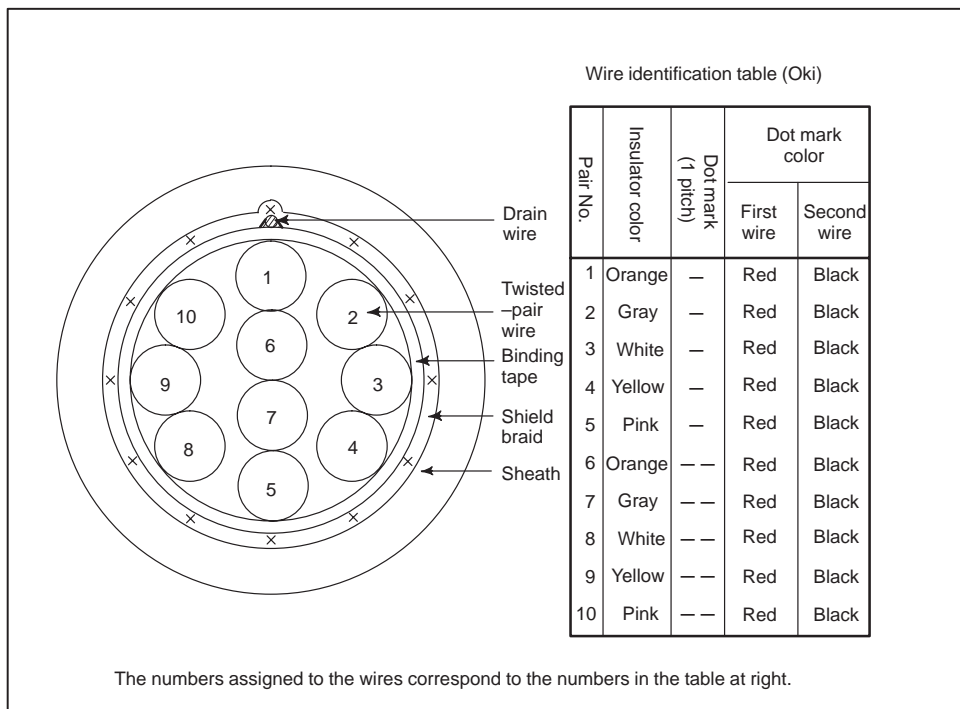 Wire identification table (Oki)
Pair No.
Insulator color
Dot mark
(1 pitch)
Dot mark
color
First
wire
Second
wire
1 Orange — Red Black
2 Gray — Red Black
3 White — Red Black
4 Yellow — Red Black
5 Pink — Red Black
6 Orange — — Red Black
7 Gray — — Red Black
8 White — — Red Black
9 Yellow — — Red Black
10 Pink — — Red Black
Drain
wire
Twisted
–pair
wire
Binding
tape
Shield
braid
Sheath
1
10
2
6
9
3
7
8
4
5
The numbers assigned to the wires correspond to the numbers in the table at right.